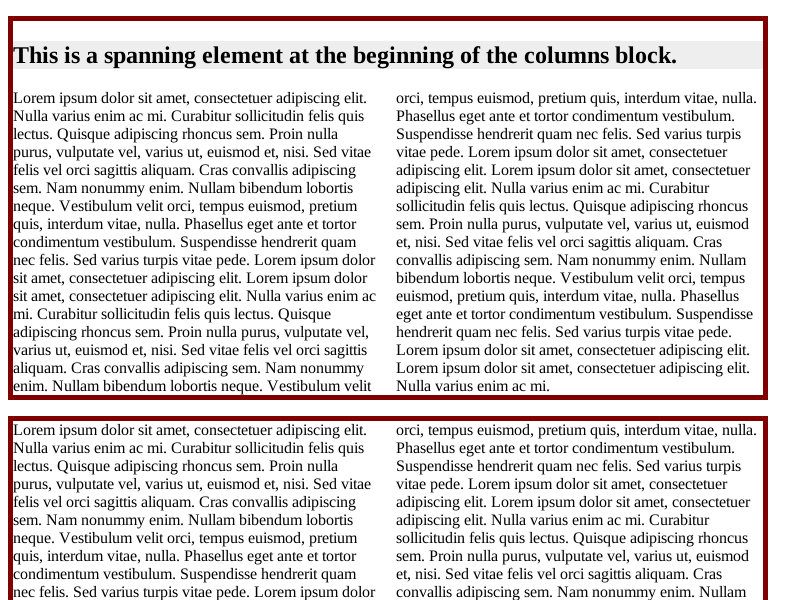 This is a spanning element at the beginning of the columns block.
Lorem ipsum dolor sit amet, consectetuer adipiscing elit.
Nulla varius enim ac mi. Curabitur sollicitudin felis quis
lectus. Quisque adipiscing rhoncus sem. Proin nulla
purus, vulputate vel, varius ut, euismod et, nisi. Sed vitae
felis vel orci sagittis aliquam. Cras convallis adipiscing
sem. Nam nonummy enim. Nullam bibendum lobortis
neque. Vestibulum velit orci, tempus euismod, pretium
quis, interdum vitae, nulla. Phasellus eget ante et tortor
condimentum vestibulum. Suspendisse hendrerit quam
nec felis. Sed varius turpis vitae pede. Lorem ipsum dolor
sit amet, consectetuer adipiscing elit. Lorem ipsum dolor
sit amet, consectetuer adipiscing elit. Nulla varius enim ac
mi. Curabitur sollicitudin felis quis lectus. Quisque
adipiscing rhoncus sem. Proin nulla purus, vulputate vel,
varius ut, euismod et, nisi. Sed vitae felis vel orci sagittis
aliquam. Cras convallis adipiscing sem. Nam nonummy
enim. Nullam bibendum lobortis neque. Vestibulum velit
orci, tempus euismod, pretium quis, interdum vitae, nulla.
Phasellus eget ante et tortor condimentum vestibulum.
Suspendisse hendrerit quam nec felis. Sed varius turpis
vitae pede. Lorem ipsum dolor sit amet, consectetuer
adipiscing elit. Lorem ipsum dolor sit amet, consectetuer
adipiscing elit. Nulla varius enim ac mi. Curabitur
sollicitudin felis quis lectus. Quisque adipiscing rhoncus
sem. Proin nulla purus, vulputate vel, varius ut, euismod
et, nisi. Sed vitae felis vel orci sagittis aliquam. Cras
convallis adipiscing sem. Nam nonummy enim. Nullam
bibendum lobortis neque. Vestibulum velit orci, tempus
euismod, pretium quis, interdum vitae, nulla. Phasellus
eget ante et tortor condimentum vestibulum. Suspendisse
hendrerit quam nec felis. Sed varius turpis vitae pede.
Lorem ipsum dolor sit amet, consectetuer adipiscing elit.
Lorem ipsum dolor sit amet, consectetuer adipiscing elit.
Nulla varius enim ac mi.
Lorem ipsum dolor sit amet, consectetuer adipiscing elit.
Nulla varius enim ac mi. Curabitur sollicitudin felis quis
lectus. Quisque adipiscing rhoncus sem. Proin nulla
purus, vulputate vel, varius ut, euismod et, nisi. Sed vitae
felis vel orci sagittis aliquam. Cras convallis adipiscing
sem. Nam nonummy enim. Nullam bibendum lobortis
neque. Vestibulum velit orci, tempus euismod, pretium
quis, interdum vitae, nulla. Phasellus eget ante et tortor
condimentum vestibulum. Suspendisse hendrerit quam
nec felis. Sed varius turpis vitae pede. Lorem ipsum dolor
orci, tempus euismod, pretium quis, interdum vitae, nulla.
Phasellus eget ante et tortor condimentum vestibulum.
Suspendisse hendrerit quam nec felis. Sed varius turpis
vitae pede. Lorem ipsum dolor sit amet, consectetuer
adipiscing elit. Lorem ipsum dolor sit amet, consectetuer
adipiscing elit. Nulla varius enim ac mi. Curabitur
sollicitudin felis quis lectus. Quisque adipiscing rhoncus
sem. Proin nulla purus, vulputate vel, varius ut, euismod
et, nisi. Sed vitae felis vel orci sagittis aliquam. Cras
convallis adipiscing sem. Nam nonummy enim. Nullam